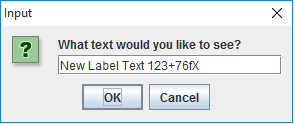 Input
What text would you like to see?
New Label Text 123+76fX
OK Cancel